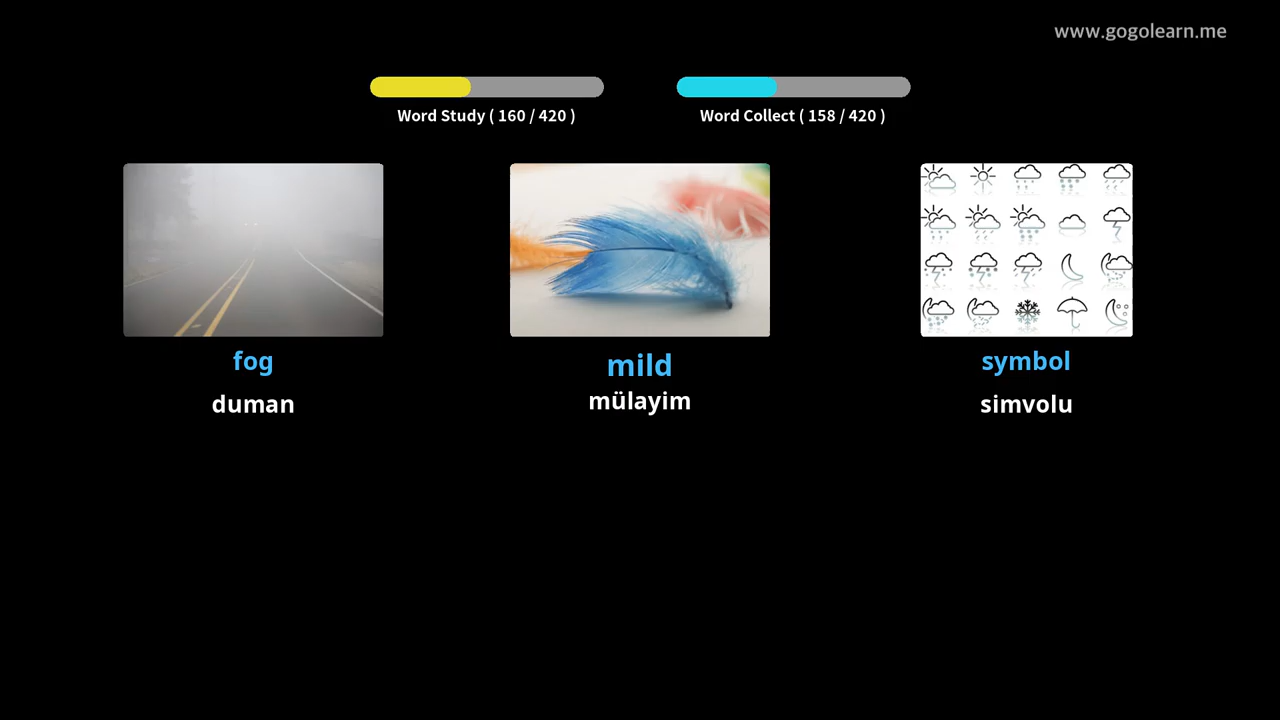 www.gogolearn.me
Word Study ( 160 / 420 )
Word Collect ( 158 / 420 )
fog
duman
mild
mülayim
symbol
simvolu